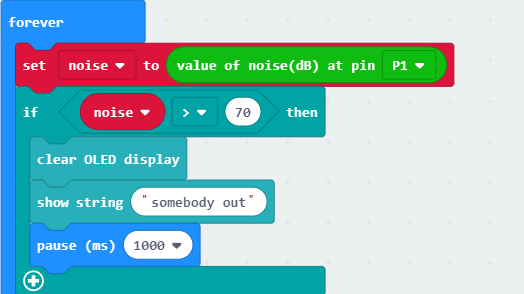 forever
set noise to value of noise(dB) at pin P1
if noise > 70 then
clear OLED display
show string "somebody out"
pause (ms) 1000